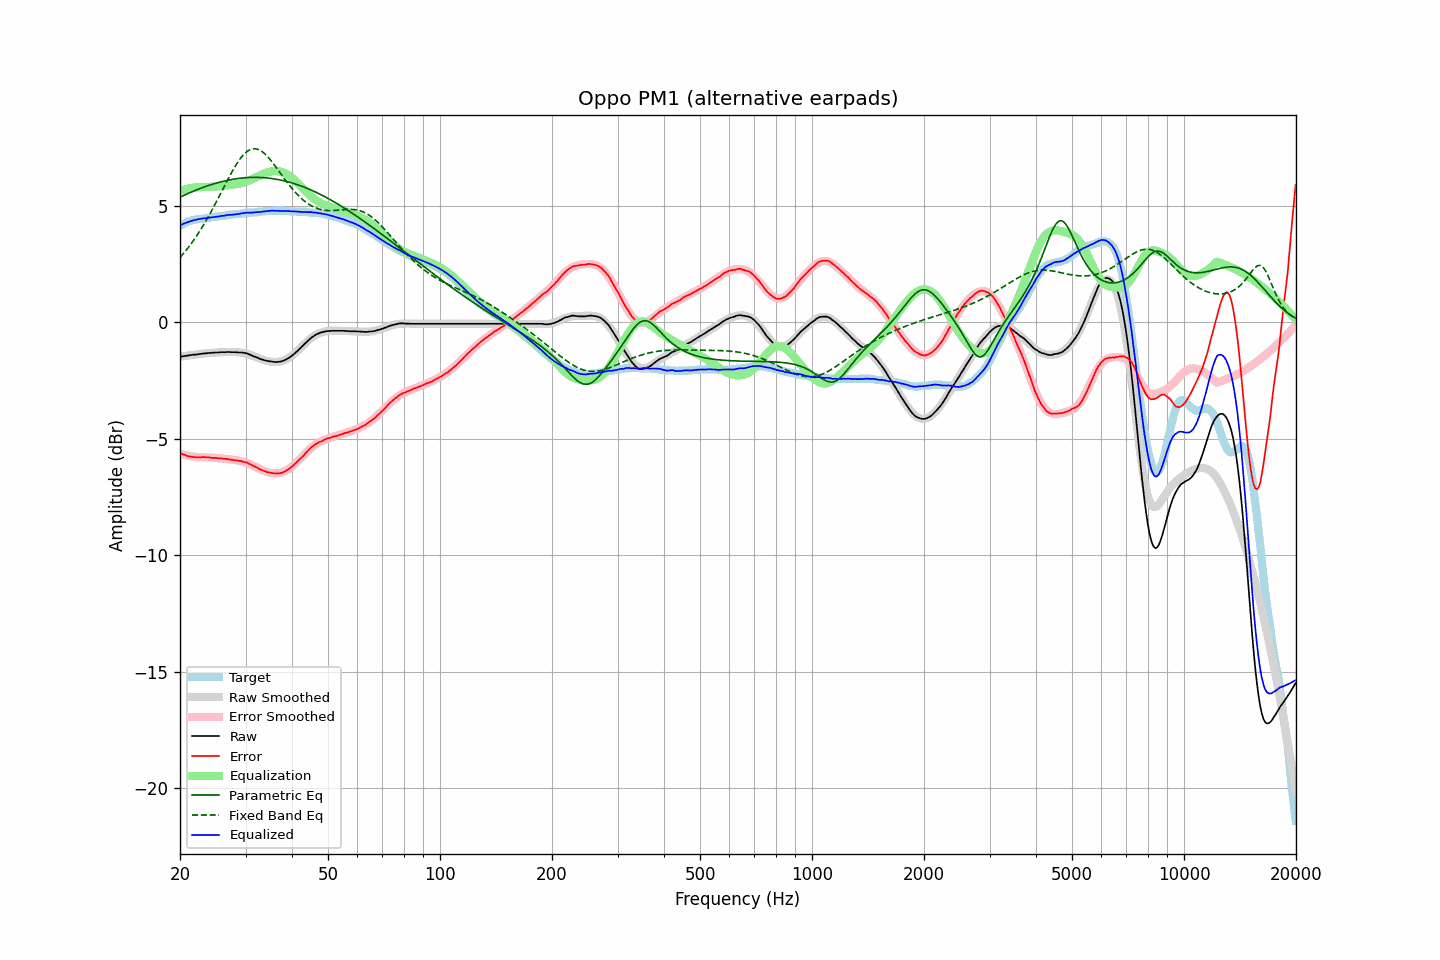 Oppo PM1 (alternative earpads)
Amplitude (dBr)
5
0
−5
−10
−15
−20
Target
Raw Smoothed
Error Smoothed
Raw
Error
Equalization
Parametric Eq
Fixed Band Eq
Equalized
20 50 100 200 500 1000 2000 5000 10000 20000
Frequency (Hz)